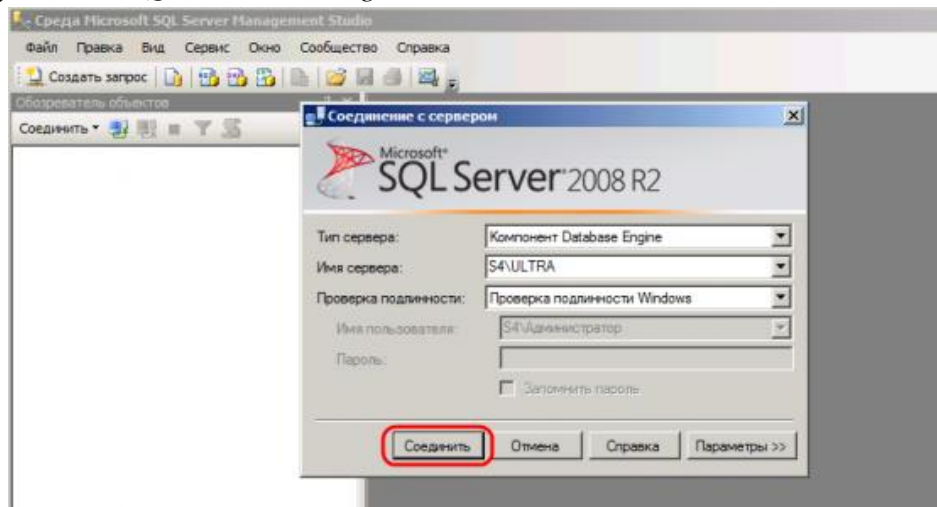 Среда Microsoft SQL Server Management Studio
Файл Правка Вид Сервис Окно Сообщество Справка
Создать запрос
Обозреватель объектов
Соединить
Соединение с сервером
Microsoft®
SQL Server® 2008 R2
Тип сервера: Компонент Database Engine
Имя сервера: S4\ULTRA
Проверка подлинности: Проверка подлинности Windows
Имя пользователя: S4\Администратор
Пароль:
Запомнить пароль
Соединить Отмена Справка Параметры >>